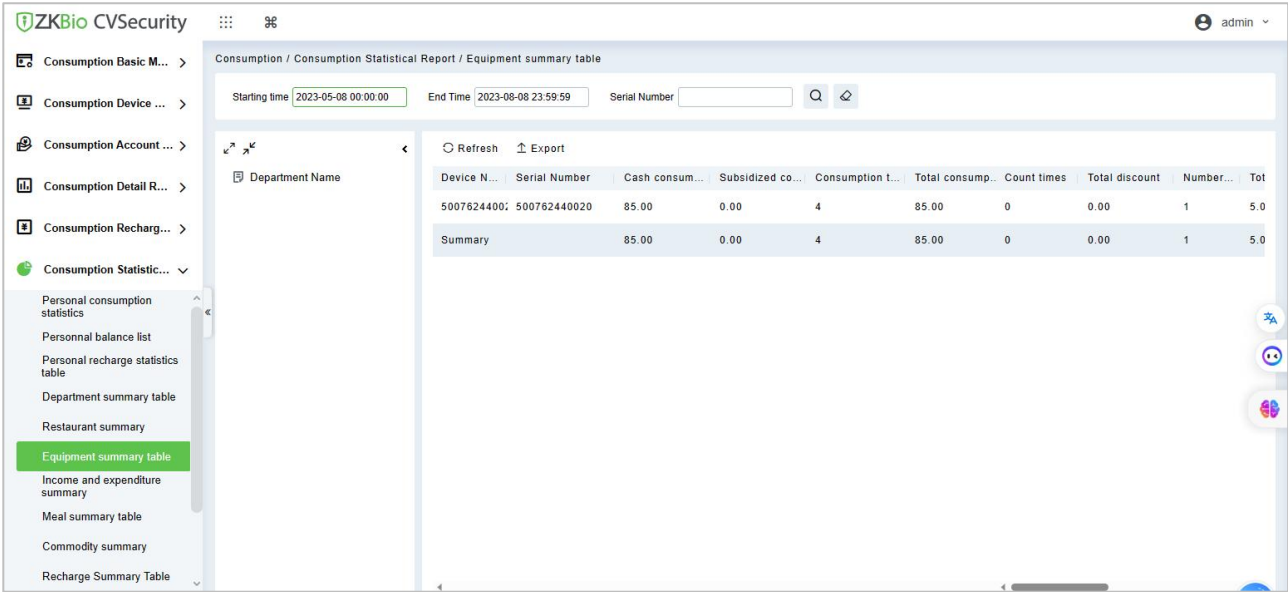 ZKBio CVSecurity
admin
Consumption Basic M...
Consumption Device ...
Consumption Account ...
Consumption Detail R...
Consumption Recharg...
Consumption Statistic...
Personal consumption
statistics
Personnal balance list
Personal recharge statistics
table
Department summary table
Restaurant summary
Equipment summary table
Income and expenditure
summary
Meal summary table
Commodity summary
Recharge Summary Table
Consumption / Consumption Statistical Report / Equipment summary table
Starting time 2023-05-08 00:00:00 End Time 2023-08-08 23:59:59 Serial Number
Department Name
Refresh Export
Device N... Serial Number Cash consum... Subsidized co... Consumption t... Total consump... Count times Total discount Number... Tot
50076244002 500762440020 85.00 0.00 4 85.00 0 0.00 1 5.0
Summary 85.00 0.00 4 85.00 0 0.00 1 5.0